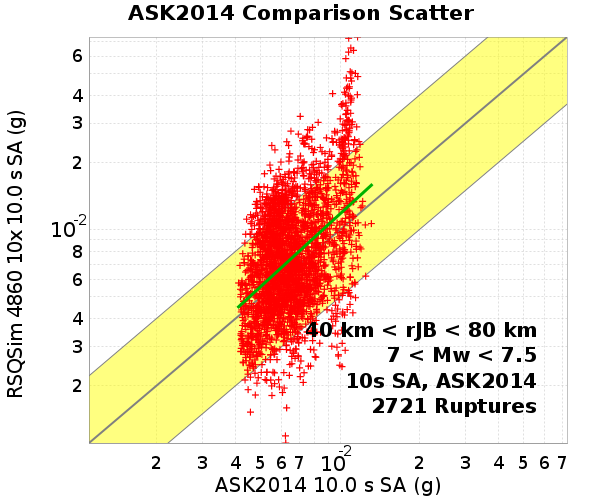 ASK2014 Comparison Scatter
RSQSim 4860 10x 10.0 s SA (g)
6
4
3
2
10-2
8
6
4
3
2
40 km < rJB < 80 km
7 < Mw < 7.5
10s SA, ASK2014
2721 Ruptures
2 3 4 5 6 7 10-2 2 3 4 5 6 7
ASK2014 10.0 s SA (g)